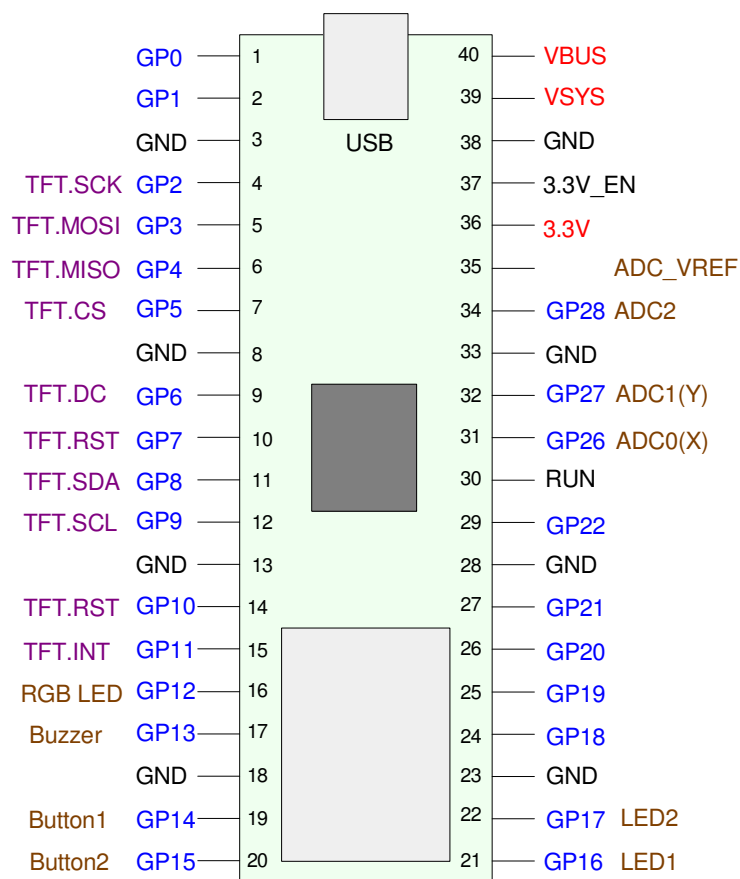 GP0 1 40 VBUS
GP1 2 39 VSYS
GND 3 USB 38 GND
TFT.SCK GP2 4 37 3.3V_EN
TFT.MOSI GP3 5 36 3.3V
TFT.MISO GP4 6 35 ADC_VREF
TFT.CS GP5 7 34 GP28 ADC2
GND 8 33 GND
TFT.DC GP6 9 32 GP27 ADC1(Y)
TFT.RST GP7 10 31 GP26 ADC0(X)
TFT.SDA GP8 11 30 RUN
TFT.SCL GP9 12 29 GP22
GND 13 28 GND
TFT.RST GP10 14 27 GP21
TFT.INT GP11 15 26 GP20
RGB LED GP12 16 25 GP19
Buzzer GP13 17 24 GP18
GND 18 23 GND
Button1 GP14 19 22 GP17 LED2
Button2 GP15 20 21 GP16 LED1